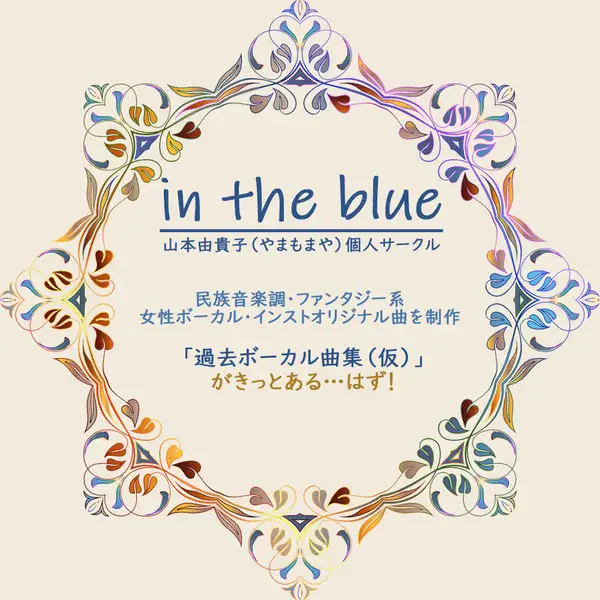 in the blue
山本由貴子(やまもまや)個人サークル
民族音楽調・ファンタジー系
女性ボーカル・インストオリジナル曲を制作
「過去ボーカル曲集(仮)」
がきっとある…はず!